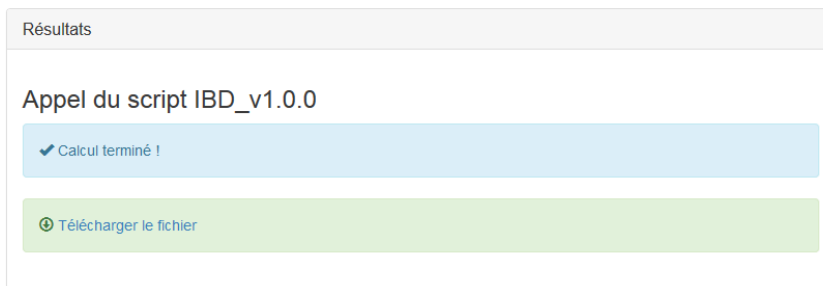 Résultats
Appel du script IBD_v1.0.0
Calcul terminé !
Télécharger le fichier